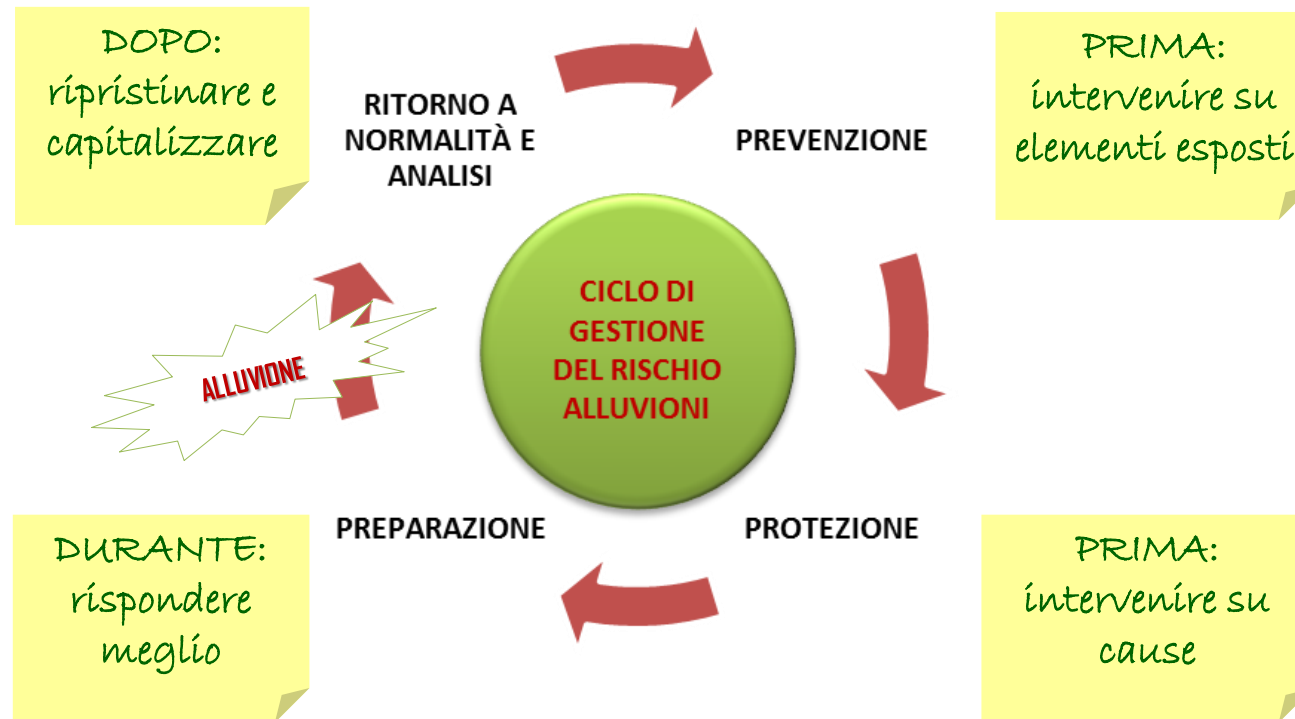 DOPO:
ripristinare e
capitalizzare
RITORNO A
NORMALITÀ E
ANALISI
PREVENZIONE
PRIMA:
intervenire su
elementi esposti
CICLO DI
GESTIONE
DEL RISCHIO
ALLUVIONI
ALLUVIONE
DURANTE:
rispondere
meglio
PREPARAZIONE
PROTEZIONE
PRIMA:
intervenire su
cause